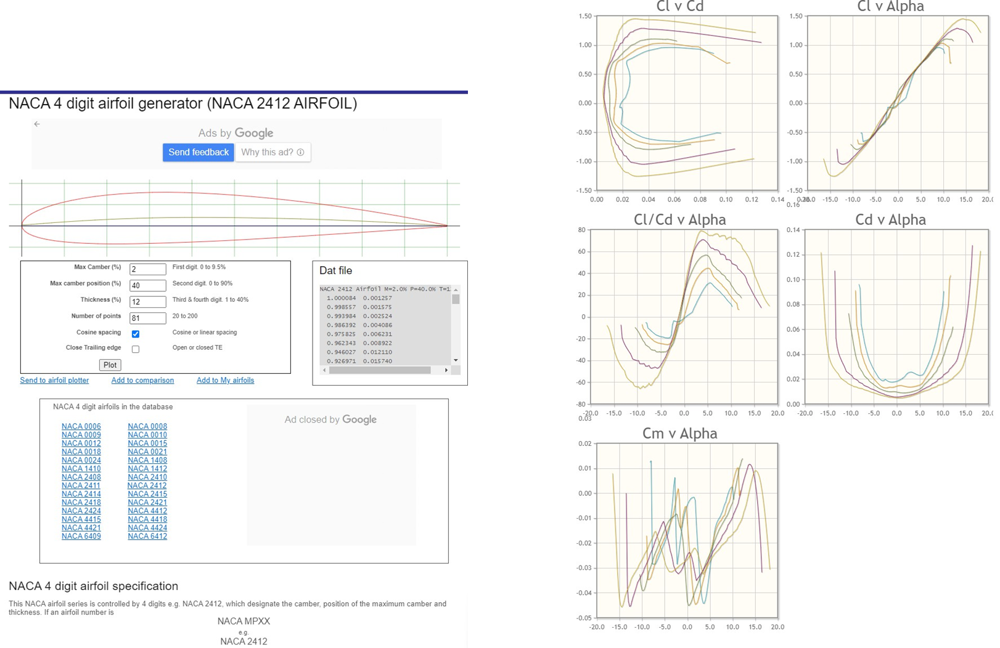 NACA 4 digit airfoil generator (NACA 2412 AIRFOIL)
Ads by Google
Send feedback
Why this ad?
Max Camber (%) 2 First digit. 0 to 9.5%
Max camber position (%) 40 Second digit. 0 to 90%
Thickness (%) 12 Third & fourth digit. 1 to 40%
Number of points 81 20 to 200
Cosine spacing Cosine or linear spacing
Close Trailing edge Open or closed TE
Plot
Send to airfoil plotter Add to comparison Add to My airfoils
Dat file
NACA 2412 Airfoil M=2.0% P=40.0% T=1
1.000084 0.001257
0.998557 0.001575
0.993984 0.002524
0.986392 0.004086
0.975825 0.006231
0.962343 0.008922
0.946027 0.012110
0.926971 0.015740
NACA 4 digit airfoils in the database
NACA 0006 NACA 0008
NACA 0009 NACA 0010
NACA 0012 NACA 0015
NACA 0018 NACA 0021
NACA 0024 NACA 1408
NACA 1410 NACA 1412
NACA 2408 NACA 2410
NACA 2411 NACA 2412
NACA 2414 NACA 2415
NACA 2418 NACA 2421
NACA 2424 NACA 4412
NACA 4415 NACA 4418
NACA 4421 NACA 4424
NACA 6409 NACA 6412
Ad closed by Google
NACA 4 digit airfoil specification
This NACA airfoil series is controlled by 4 digits e.g. NACA 2412, which designate the camber, position of the maximum camber and
thickness. If an airfoil number is
NACA MPXX
e.g.
NACA 2412
Cl v Cd
1.50
1.00
0.50
0.00
-0.50
-1.00
-1.50
0.00 0.02 0.04 0.06 0.08 0.10 0.12 0.14
0.16
Cl v Alpha
1.50
1.00
0.50
0.00
-0.50
-1.00
-1.50
-15.0 -10.0 -5.0 0.0 5.0 10.0 15.0 20.0
Cl/Cd v Alpha
80
60
40
20
0
-20
-40
-60
-80
-20.0 -15.0 -10.0 -5.0 0.0 5.0 10.0 15.0 20.0
0.03
Cd v Alpha
0.14
0.12
0.10
0.08
0.06
0.04
0.02
0.00
-20.0 -15.0 -10.0 -5.0 0.0 5.0 10.0 15.0 20.0
Cm v Alpha
0.02
0.01
0.00
-0.01
-0.02
-0.03
-0.04
-0.05
-20.0 -15.0 -10.0 -5.0 0.0 5.0 10.0 15.0 20.0